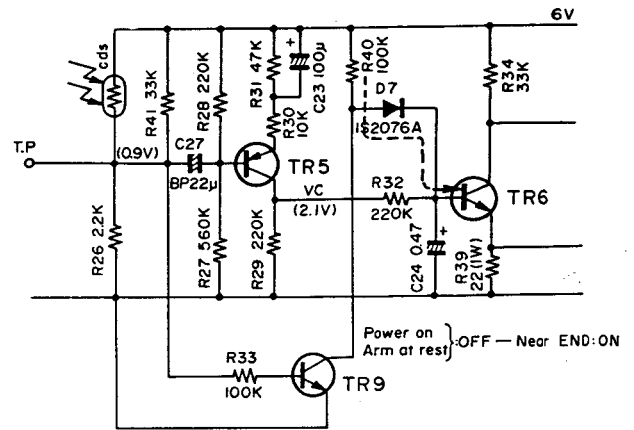 6V
cds
R41 33K
R28 220K
R31 47K
C23 100μ
+
R30
10K
R40
100K
D7
1S2076A
R34
33K
T.P
(0.9V)
C27
BP22μ
TR5
VC
(2.1V)
R32
220K
TR6
R26 2.2K
R27 560K
R29 220K
C24 0.47
+
R39
22(1W)
Power on
Arm at rest}:OFF — Near END:ON
R33
100K
TR9